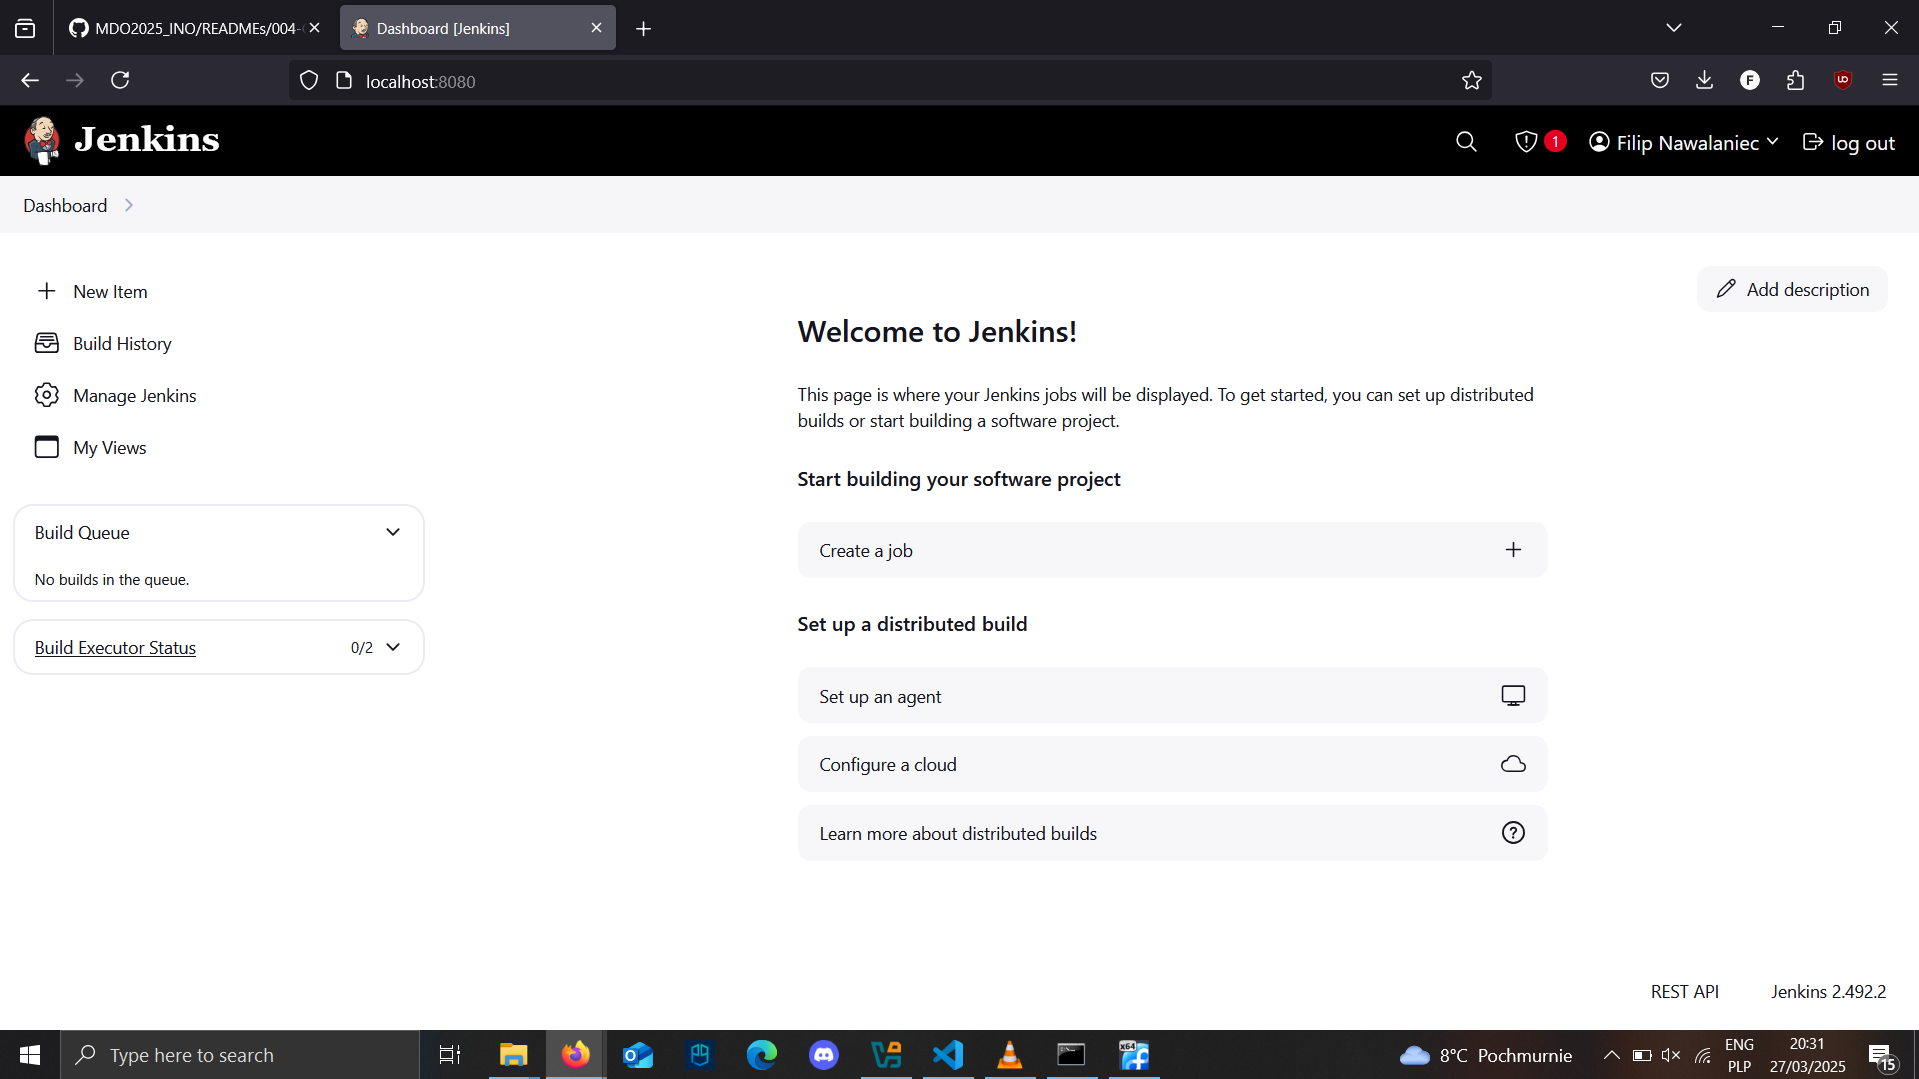 MDO2025_INO/READMEs/004-
Dashboard [Jenkins]
localhost:8080
Jenkins
1
Filip Nawalaniec
log out
Dashboard
New Item
Build History
Manage Jenkins
My Views
Build Queue
No builds in the queue.
Build Executor Status
0/2
Add description
Welcome to Jenkins!
This page is where your Jenkins jobs will be displayed. To get started, you can set up distributed
builds or start building a software project.
Start building your software project
Create a job
Set up a distributed build
Set up an agent
Configure a cloud
Learn more about distributed builds
REST API
Jenkins 2.492.2
Type here to search
x64
8°C Pochmurnie
ENG
PLP
20:31
27/03/2025
15